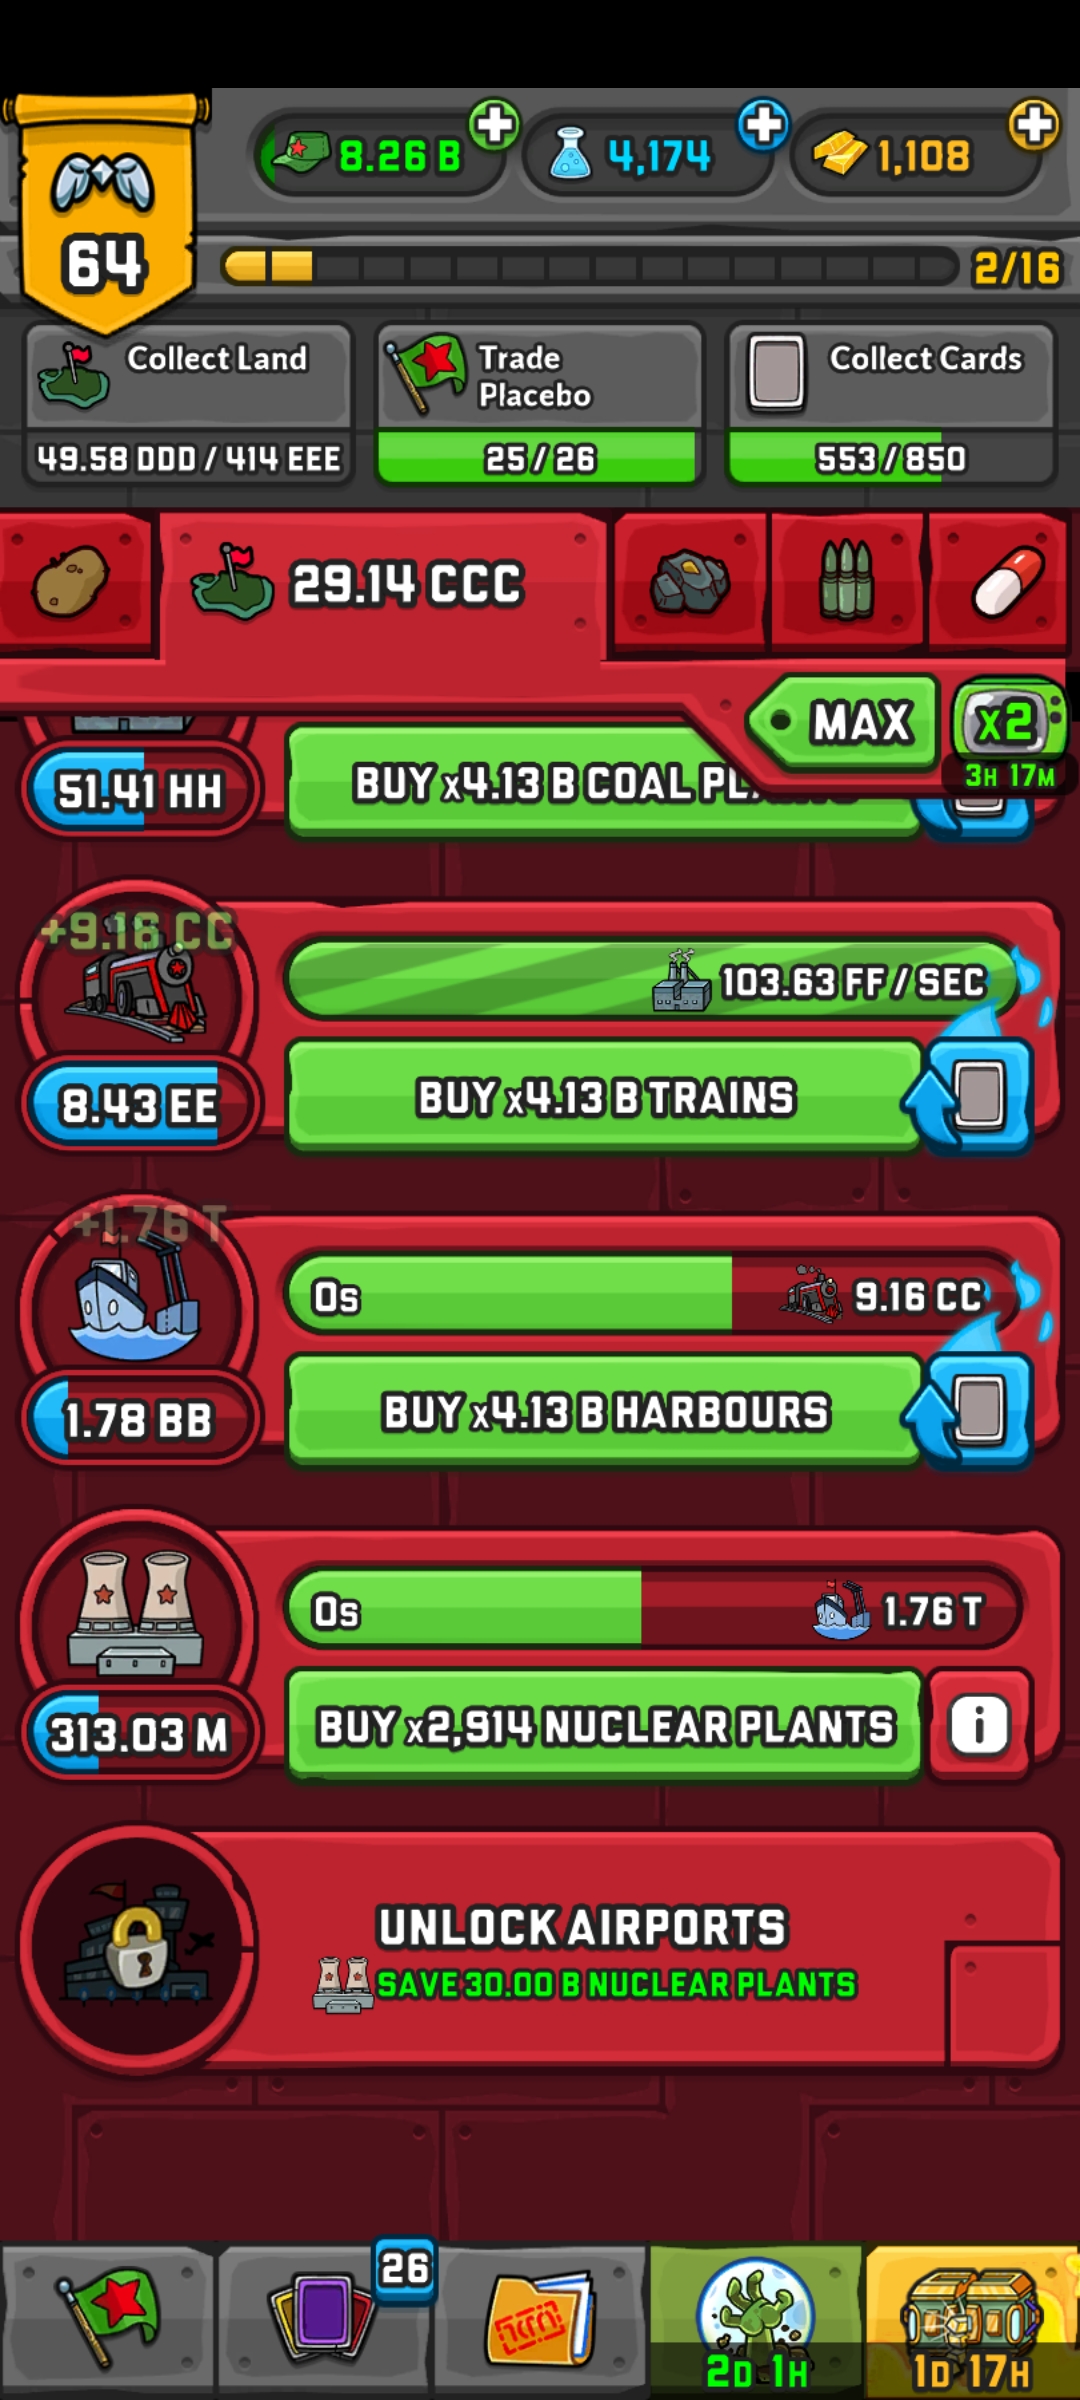 8.26 B
4,174
1,108
64
2/16
Collect Land
49.58 DDD / 414 EEE
Trade
Placebo
25 / 26
Collect Cards
553 / 850
29.14 CCC
MAX
x2
3H 17M
51.41 HH
BUY x4.13 B COAL
+9.16 CC
103.63 FF / SEC
8.43 EE
BUY x4.13 B TRAINS
+1.76 T
0s
9.16 CC
1.78 BB
BUY x4.13 B HARBOURS
0s
1.76 T
313.03 M
BUY x2,914 NUCLEAR PLANTS
i
UNLOCK AIRPORTS
SAVE 30.00 B NUCLEAR PLANTS
26
2D 1H
1D 17H